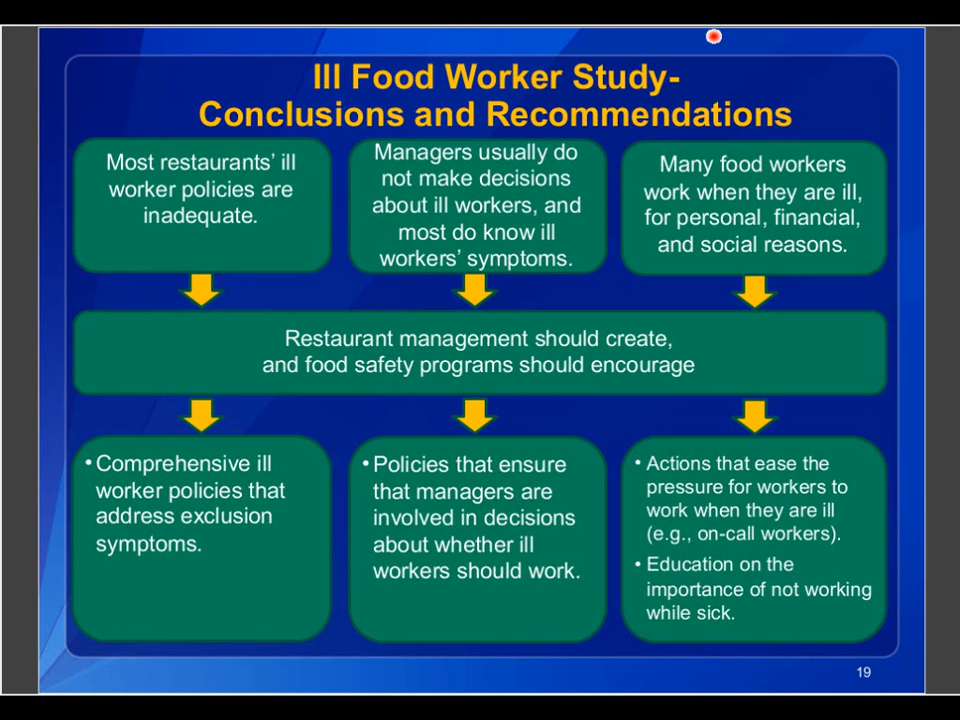 Ill Food Worker Study-
Conclusions and Recommendations
Most restaurants’ ill
worker policies are
inadequate.
Managers usually do
not make decisions
about ill workers, and
most do know ill
workers’ symptoms.
Many food workers
work when they are ill,
for personal, financial,
and social reasons.
Restaurant management should create,
and food safety programs should encourage
• Comprehensive ill
worker policies that
address exclusion
symptoms.
• Policies that ensure
that managers are
involved in decisions
about whether ill
workers should work.
• Actions that ease the
pressure for workers to
work when they are ill
(e.g., on-call workers).
• Education on the
importance of not working
while sick.
19